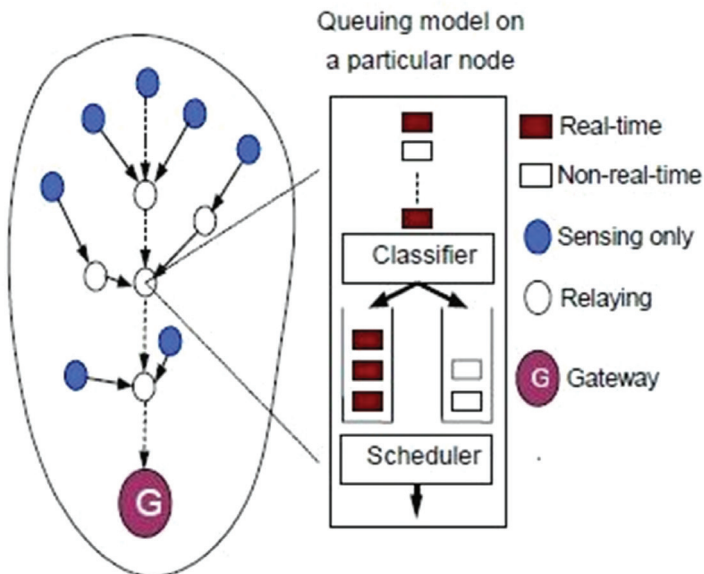 Queuing model on
a particular node
Real-time
Non-real-time
Classifier
Sensing only
Relaying
G
Gateway
Scheduler
G